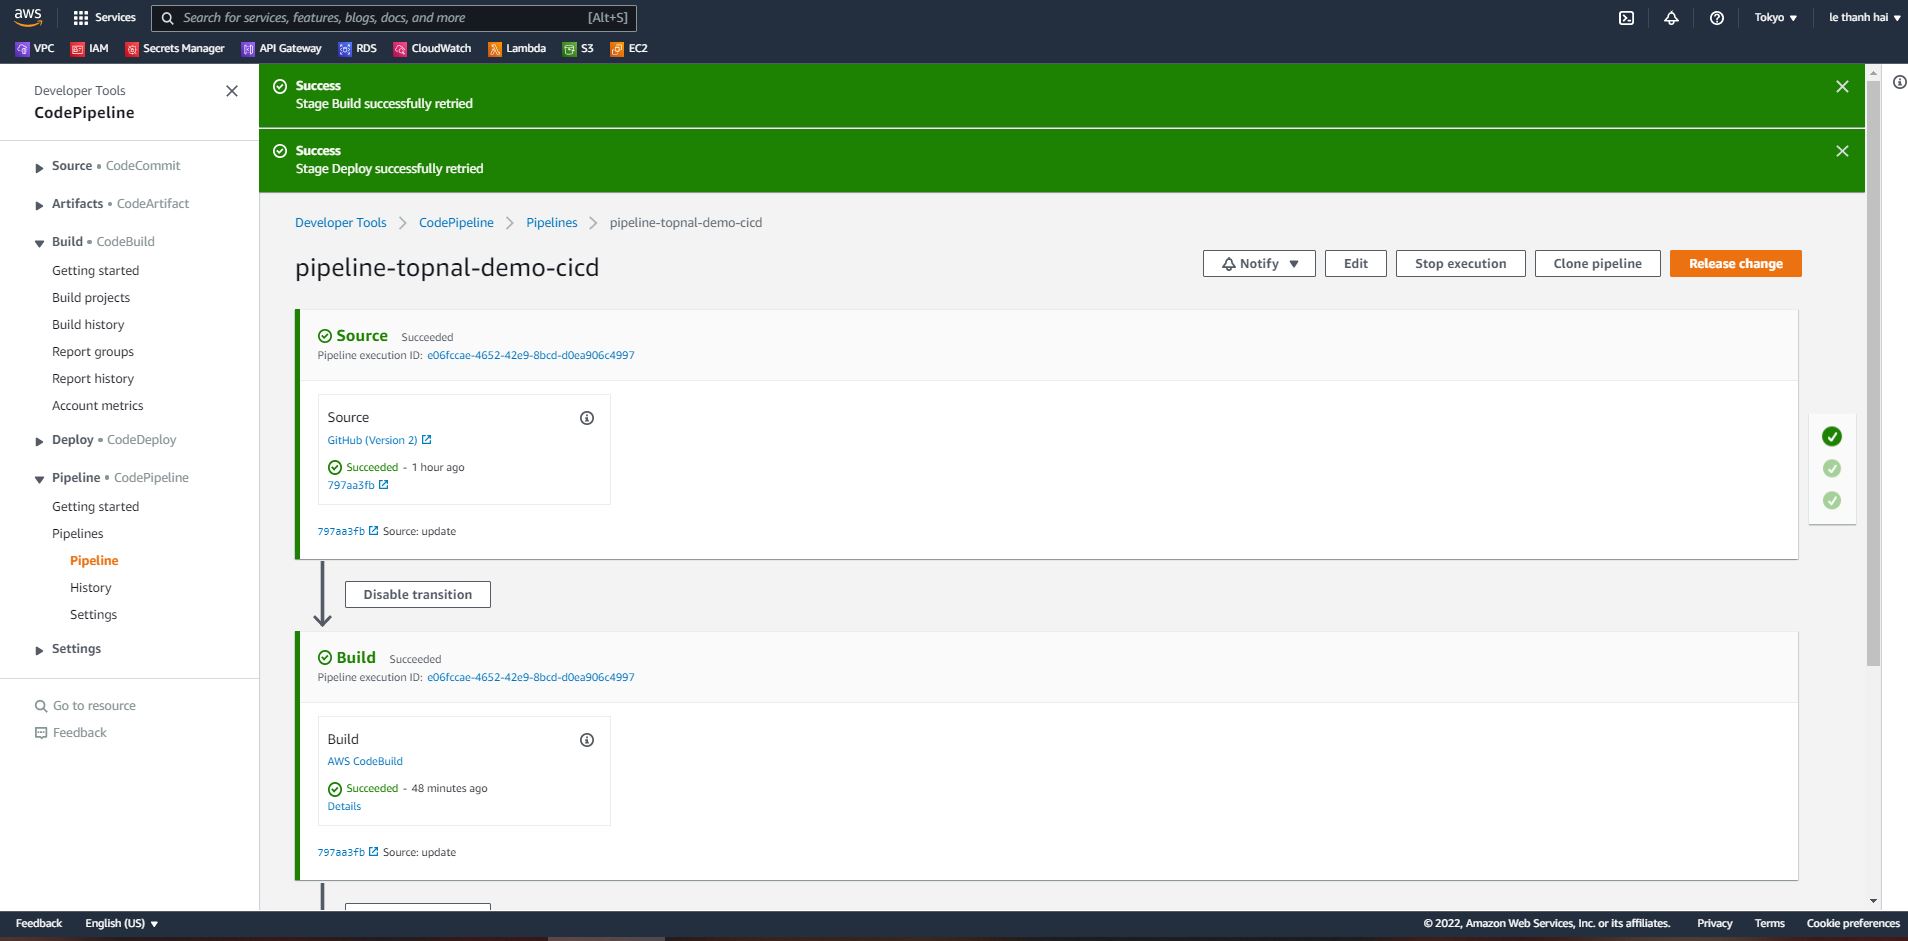 aws
Services
Search for services, features, blogs, docs, and more [Alt+S]
Tokyo ▼
le thanh hai ▼
VPC IAM Secrets Manager API Gateway RDS CloudWatch Lambda S3 EC2
Developer Tools
CodePipeline
Source • CodeCommit
Artifacts • CodeArtifact
Build • CodeBuild
Getting started
Build projects
Build history
Report groups
Report history
Account metrics
Deploy • CodeDeploy
Pipeline • CodePipeline
Getting started
Pipelines
Pipeline
History
Settings
Settings
Go to resource
Feedback
Success
Stage Build successfully retried
Success
Stage Deploy successfully retried
Developer Tools > CodePipeline > Pipelines > pipeline-topnal-demo-cicd
pipeline-topnal-demo-cicd
Notify ▼ Edit Stop execution Clone pipeline Release change
Source Succeeded
Pipeline execution ID: e06fccae-4652-42e9-8bcd-d0ea906c4997
Source
GitHub (Version 2)
Succeeded - 1 hour ago
797aa3fb
797aa3fb Source: update
Disable transition
Build Succeeded
Pipeline execution ID: e06fccae-4652-42e9-8bcd-d0ea906c4997
Build
AWS CodeBuild
Succeeded - 48 minutes ago
Details
797aa3fb Source: update
Feedback English (US) ▼
© 2022, Amazon Web Services, Inc. or its affiliates. Privacy Terms Cookie preferences